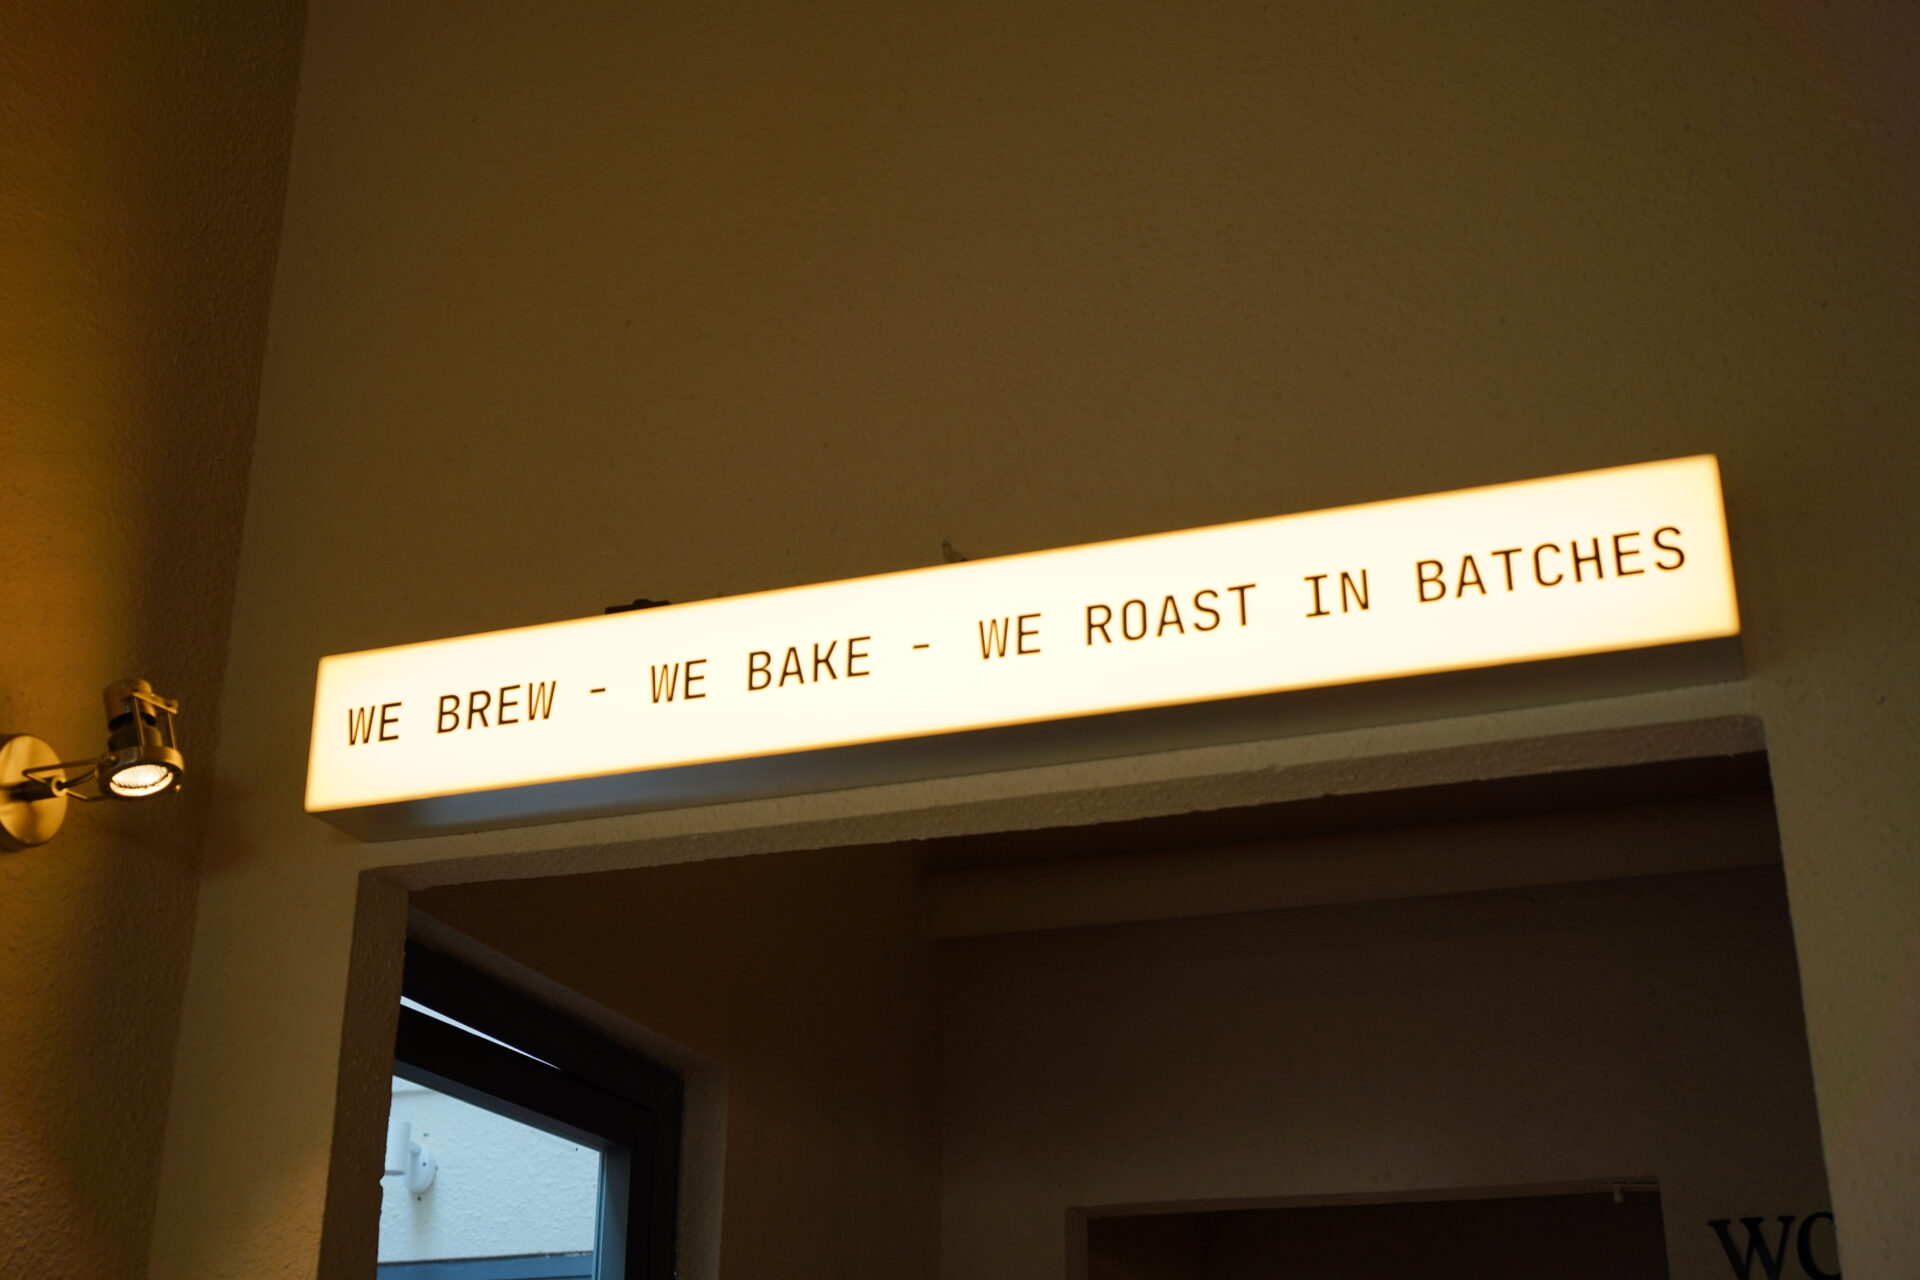 WE BREW - WE BAKE - WE ROAST IN BATCHES